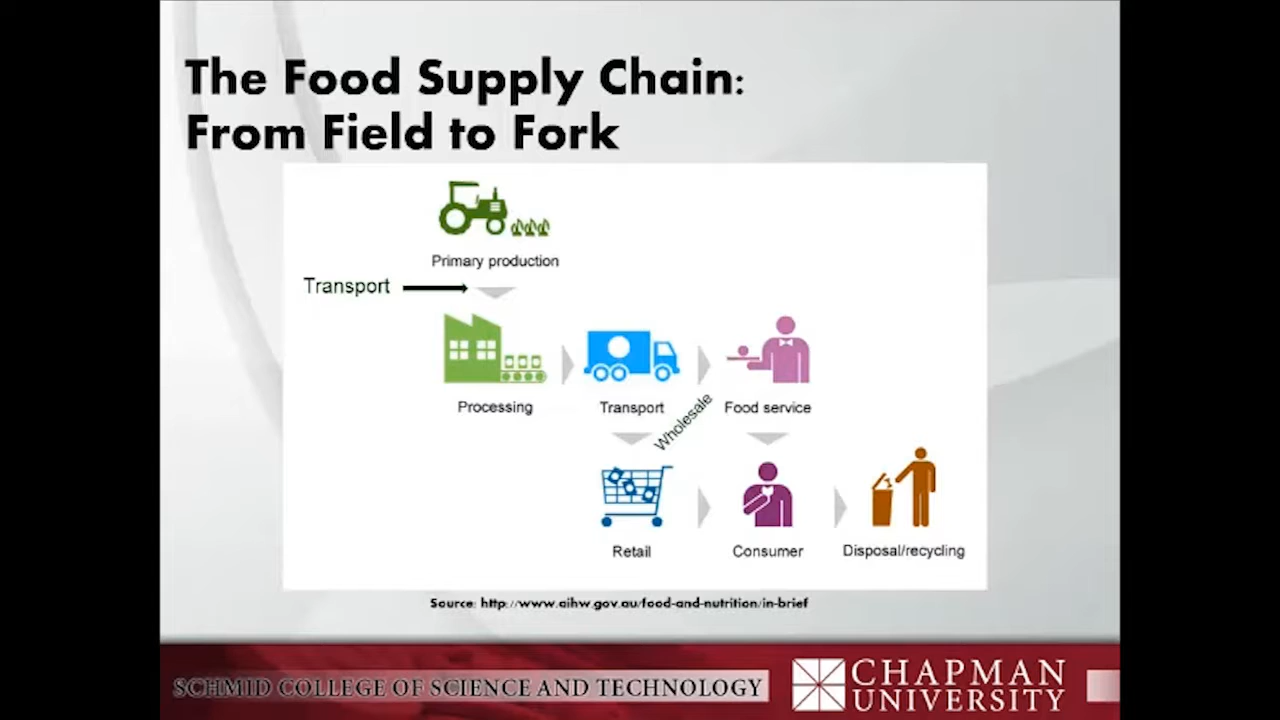 The Food Supply Chain:
From Field to Fork
Primary production
Transport
Processing
Transport
Wholesale
Food service
Retail
Consumer
Disposal/recycling
Source: http://www.aihw.gov.au/food-and-nutrition/in-brief
SCHMID COLLEGE OF SCIENCE AND TECHNOLOGY
CHAPMAN
UNIVERSITY